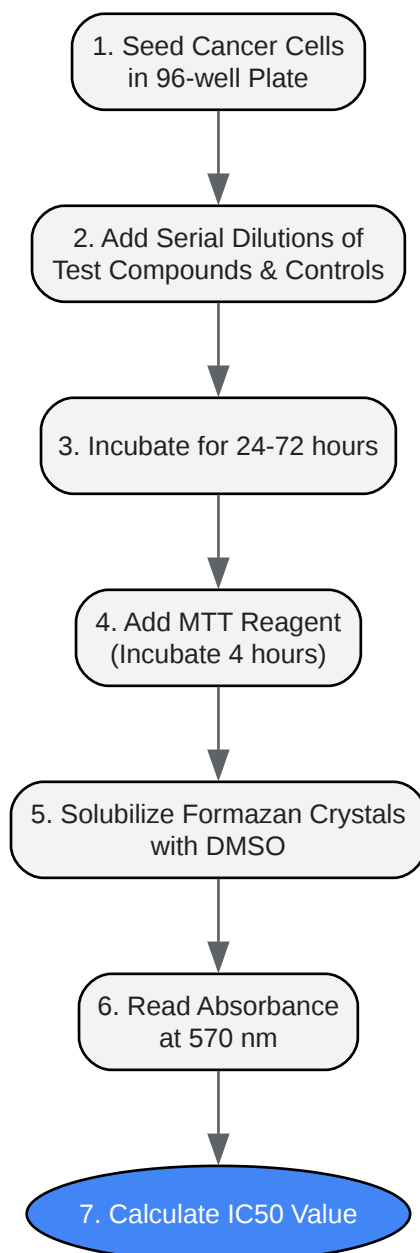 1. Seed Cancer Cells
in 96-well Plate
2. Add Serial Dilutions of
Test Compounds & Controls
3. Incubate for 24-72 hours
4. Add MTT Reagent
(Incubate 4 hours)
5. Solubilize Formazan Crystals
with DMSO
6. Read Absorbance
at 570 nm
7. Calculate IC50 Value